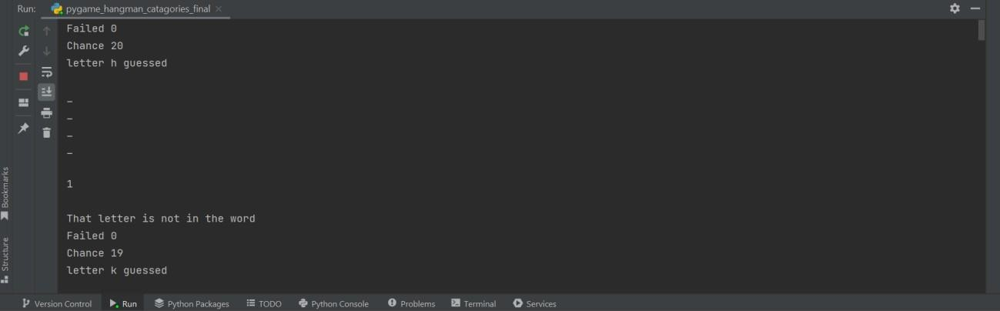 Run:
pygame_hangman_catagories_final
Failed 0
Chance 20
letter h guessed
_
_
_
_
1
That letter is not in the word
Failed 0
Chance 19
letter k guessed
Bookmarks
Structure
Version Control
Run
Python Packages
TODO
Python Console
Problems
Terminal
Services